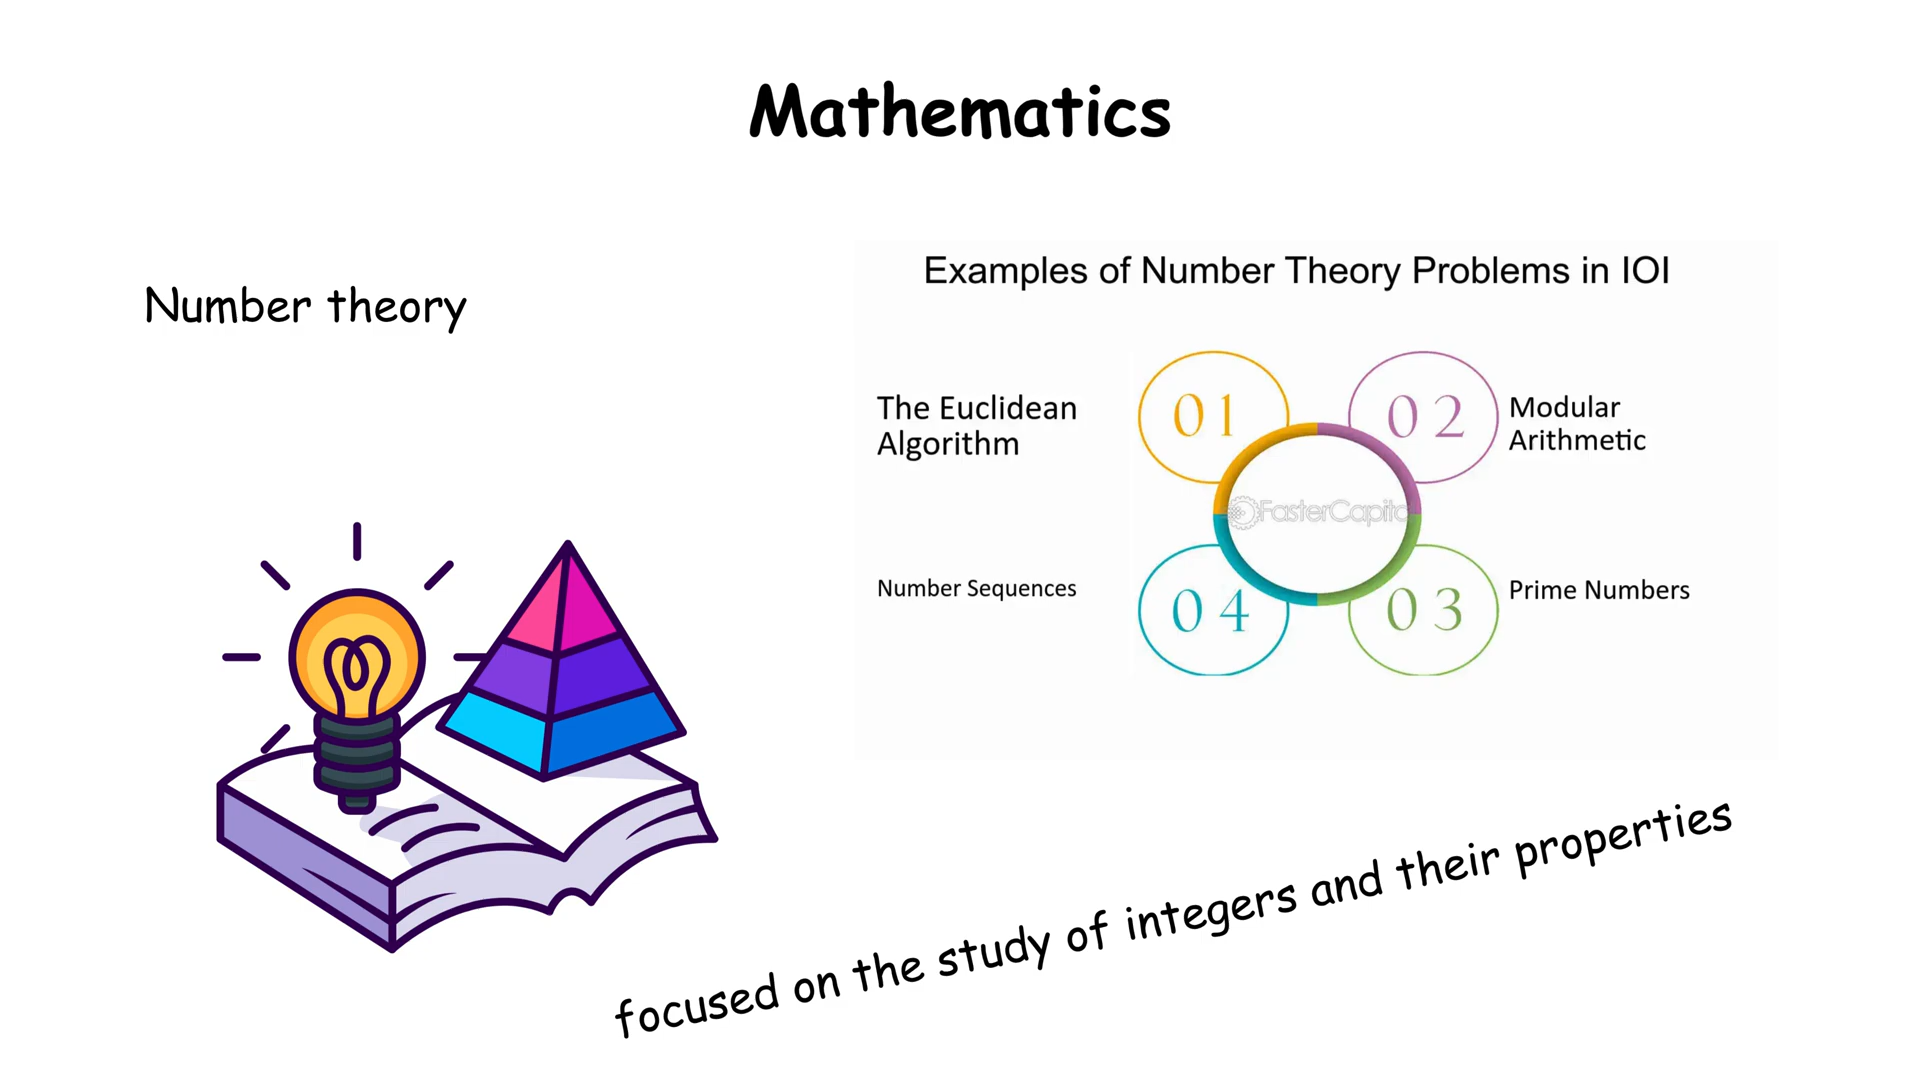 Mathematics
Number theory
Examples of Number Theory Problems in IOI
The Euclidean
Algorithm
01
02
Modular
Arithmetic
FasterCapita
Number Sequences
04
03
Prime Numbers
focused on the study of integers and their properties